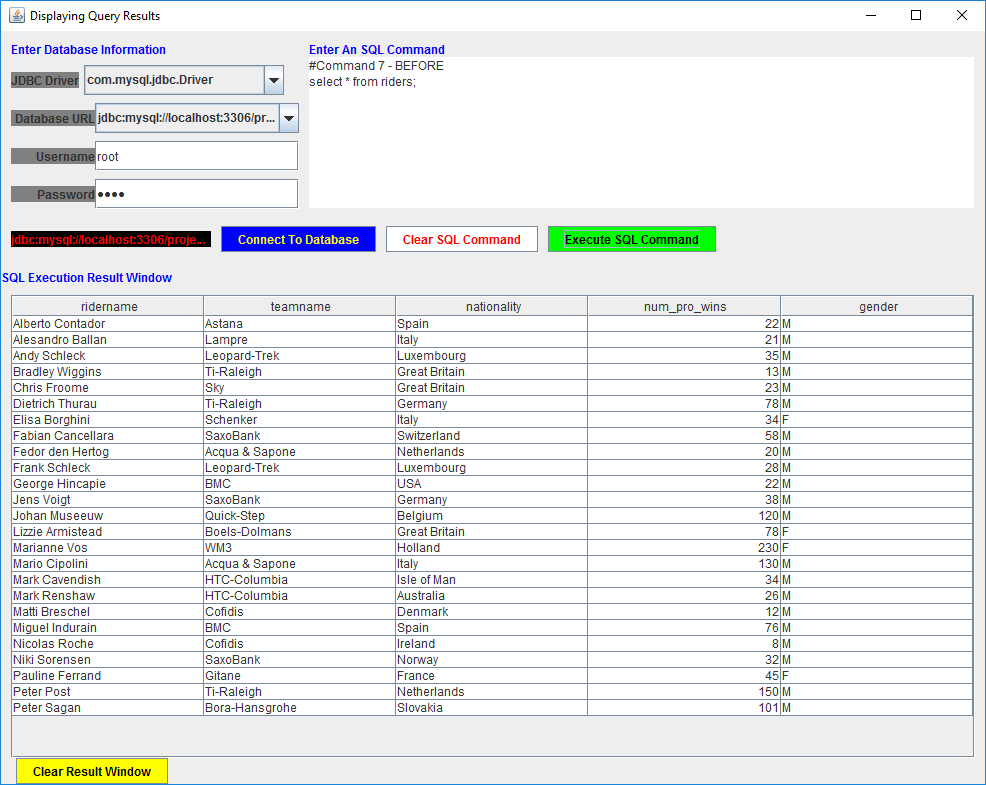 Displaying Query Results
Enter Database Information
Enter An SQL Command
JDBC Driver com.mysql.jdbc.Driver
#Command 7 - BEFORE
select * from riders;
Database URL jdbc:mysql://localhost:3306/pr...
Username root
Password ••••
jdbc:mysql://localhost:3306/proje... Connect To Database Clear SQL Command Execute SQL Command
SQL Execution Result Window
ridername teamname nationality num_pro_wins gender
Alberto Contador Astana Spain 22 M
Alesandro Ballan Lampre Italy 21 M
Andy Schleck Leopard-Trek Luxembourg 35 M
Bradley Wiggins Ti-Raleigh Great Britain 13 M
Chris Froome Sky Great Britain 23 M
Dietrich Thurau Ti-Raleigh Germany 78 M
Elisa Borghini Schenker Italy 34 F
Fabian Cancellara SaxoBank Switzerland 58 M
Fedor den Hertog Acqua & Sapone Netherlands 20 M
Frank Schleck Leopard-Trek Luxembourg 28 M
George Hincapie BMC USA 22 M
Jens Voigt SaxoBank Germany 38 M
Johan Museeuw Quick-Step Belgium 120 M
Lizzie Armistead Boels-Dolmans Great Britain 78 F
Marianne Vos WM3 Holland 230 F
Mario Cipolini Acqua & Sapone Italy 130 M
Mark Cavendish HTC-Columbia Isle of Man 34 M
Mark Renshaw HTC-Columbia Australia 26 M
Matti Breschel Cofidis Denmark 12 M
Miguel Indurain BMC Spain 76 M
Nicolas Roche Cofidis Ireland 8 M
Niki Sorensen SaxoBank Norway 32 M
Pauline Ferrand Gitane France 45 F
Peter Post Ti-Raleigh Netherlands 150 M
Peter Sagan Bora-Hansgrohe Slovakia 101 M
Clear Result Window